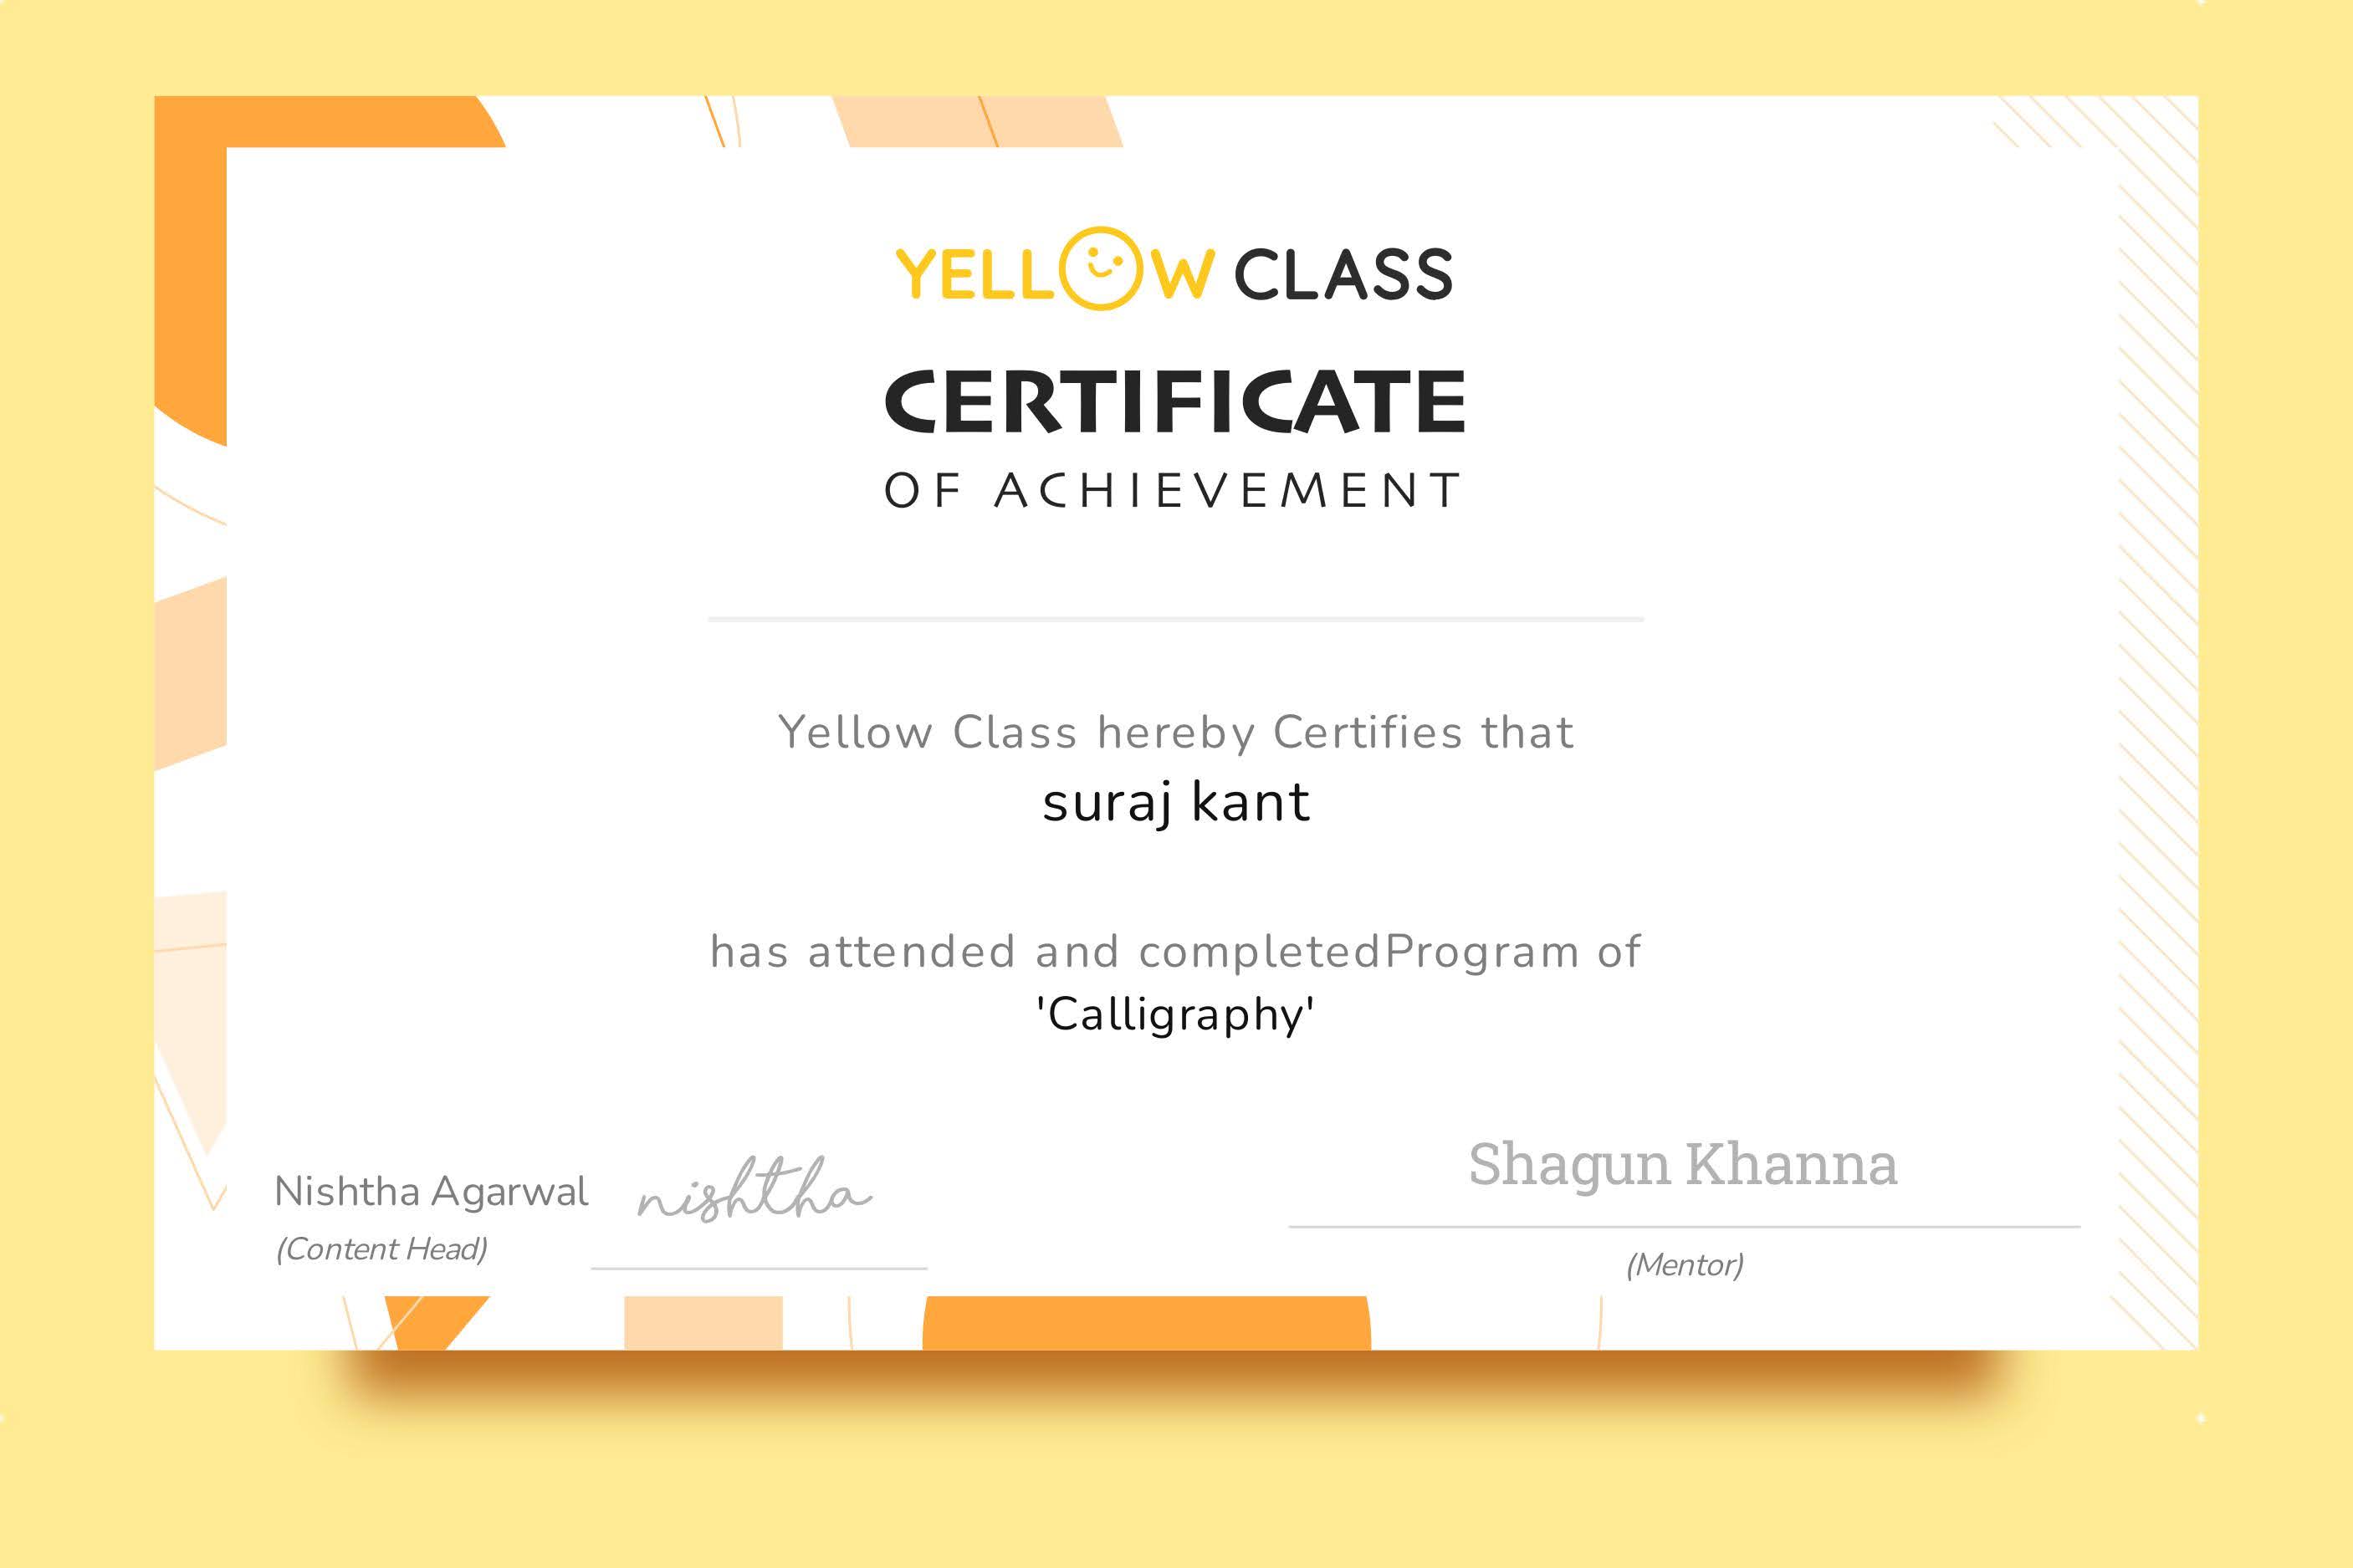 YELLOW CLASS
CERTIFICATE
OF ACHIEVEMENT
Yellow Class hereby Certifies that
suraj kant
has attended and completedProgram of
'Calligraphy'
Nishtha Agarwal
(Content Head)
nishtha
Shagun Khanna
(Mentor)